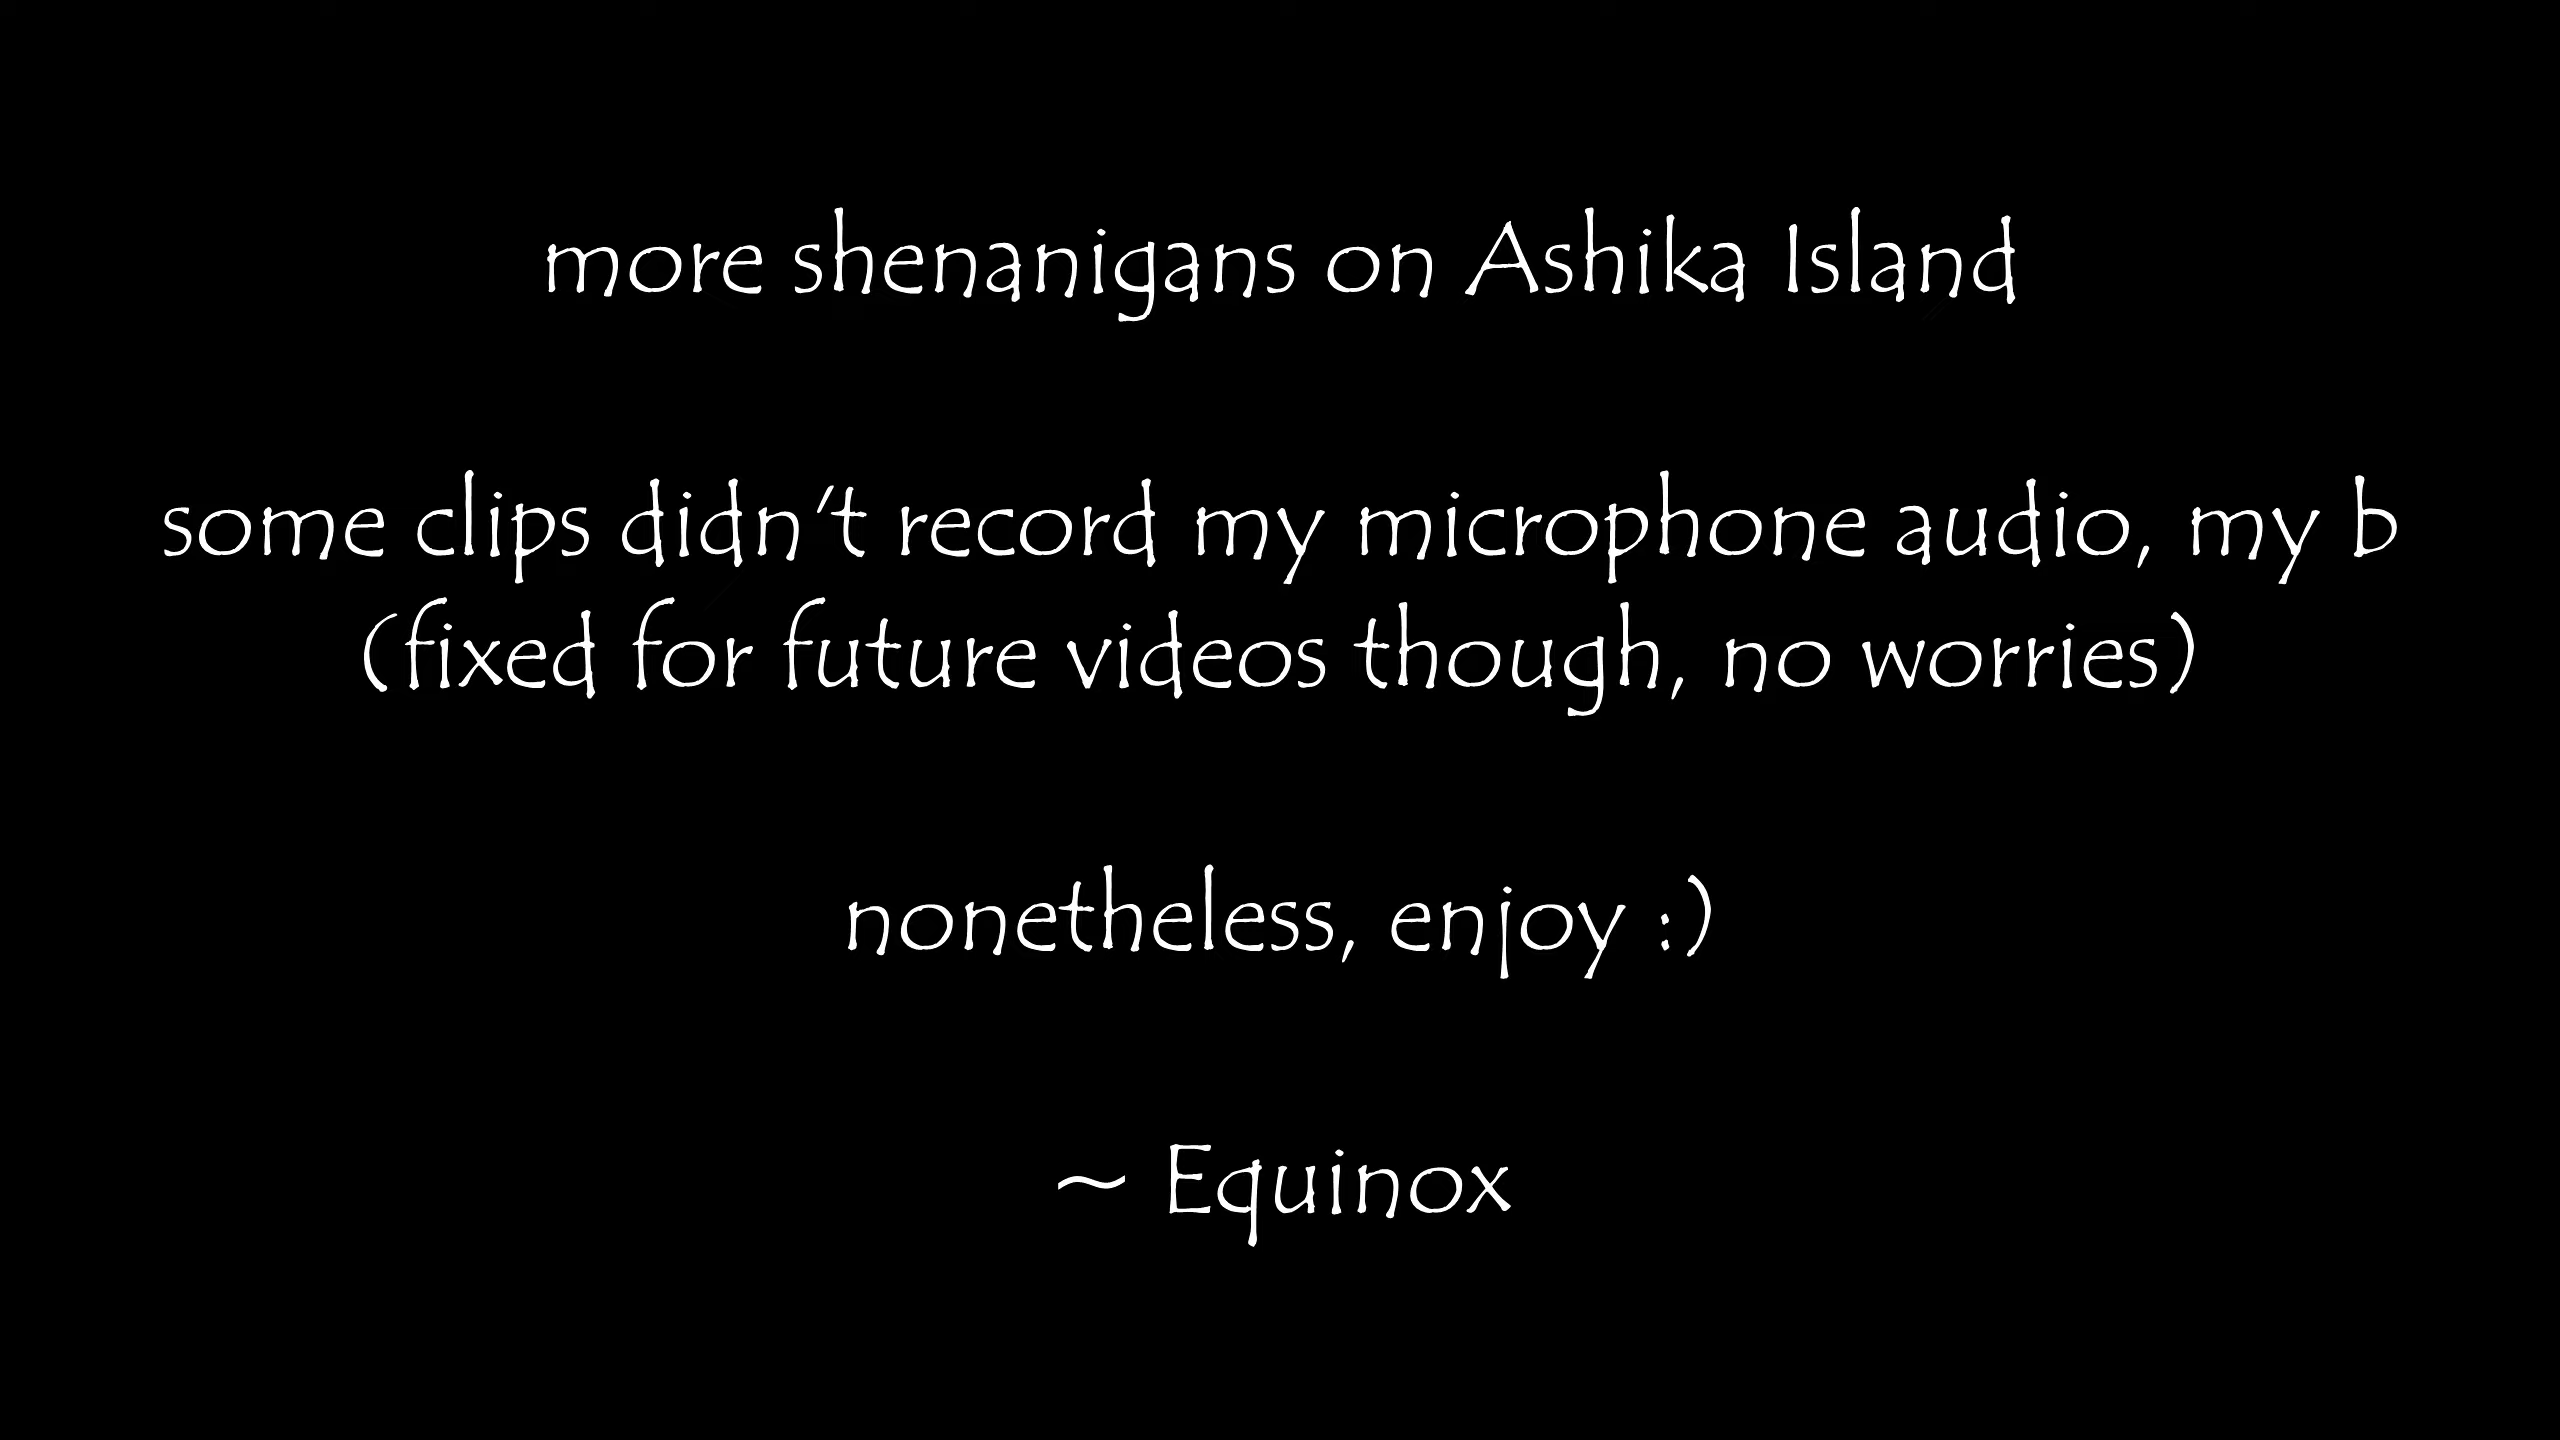 more shenanigans on Ashika Island
some clips didn't record my microphone audio, my b
(fixed for future videos though, no worries)
nonetheless, enjoy :)
~ Equinox